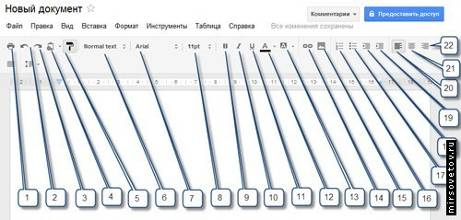 Новый документ
Комментарии
Предоставить доступ
Файл Правка Вид Вставка Формат Инструменты Таблица Справка Все изменения сохранены
Normal text Arial 11pt B I U A
22
21
20
19
17
1 2 3 4 5 6 7 8 9 10 11 12 13 14 15 16
mirsovetov.ru